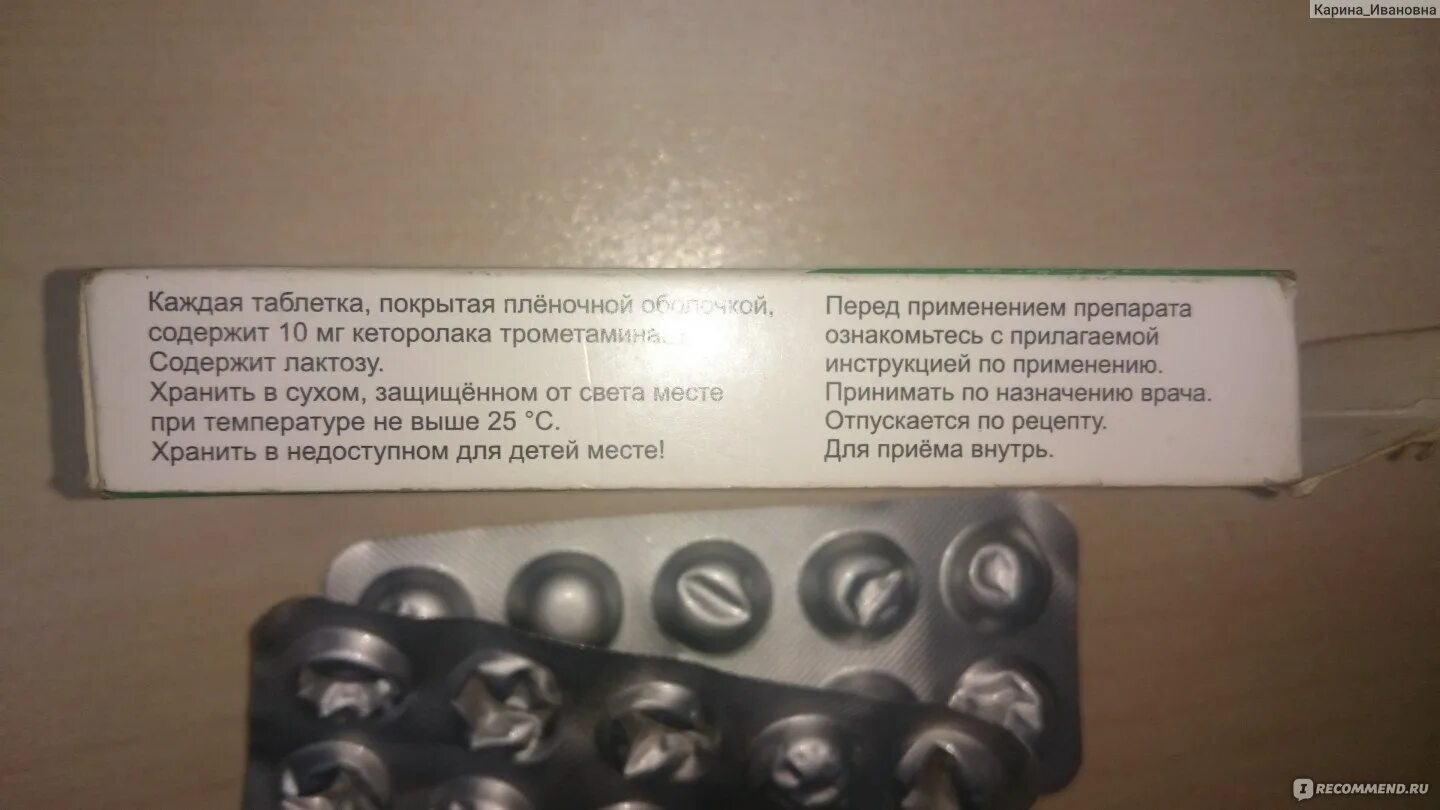 Карина_Ивановна
Каждая таблетка, покрытая плёночной оболочкой,
содержит 10 мг кеторолака трометамина.
Содержит лактозу.
Хранить в сухом, защищённом от света месте
при температуре не выше 25 °C.
Хранить в недоступном для детей месте!
Перед применением препарата
ознакомьтесь с прилагаемой
инструкцией по применению.
Принимать по назначению врача.
Отпускается по рецепту.
Для приёма внутрь.
I RECOMMEND.RU